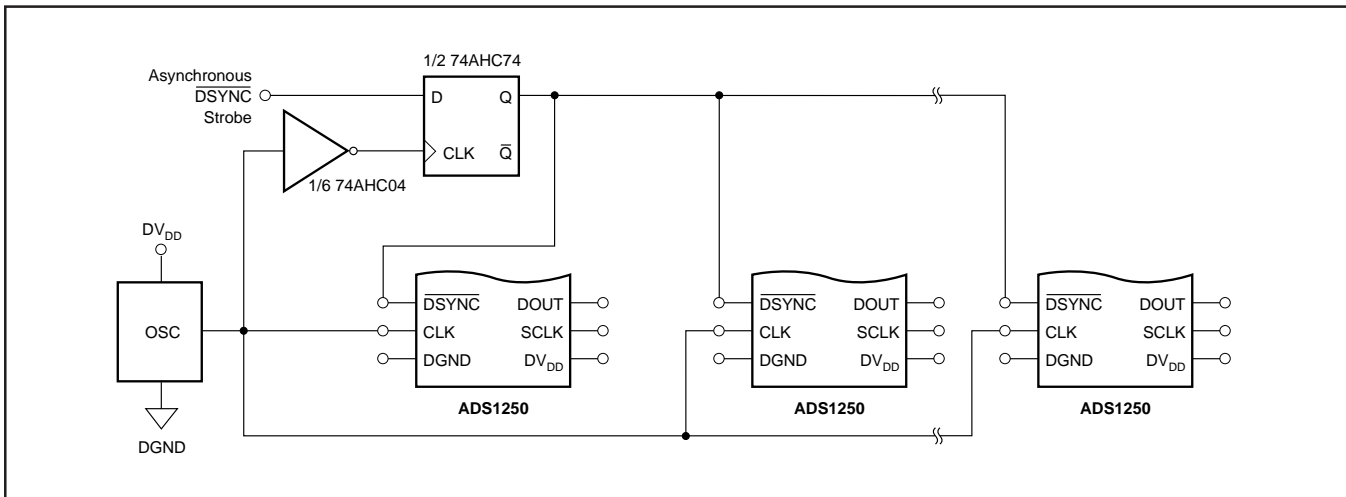 1/2 74AHC74
Asynchronous
DSYNC
Strobe
D Q
CLK Q
1/6 74AHC04
DV_DD
OSC
DGND
DSYNC DOUT
CLK SCLK
DGND DV_DD
ADS1250
DSYNC DOUT
CLK SCLK
DGND DV_DD
ADS1250
DSYNC DOUT
CLK SCLK
DGND DV_DD
ADS1250